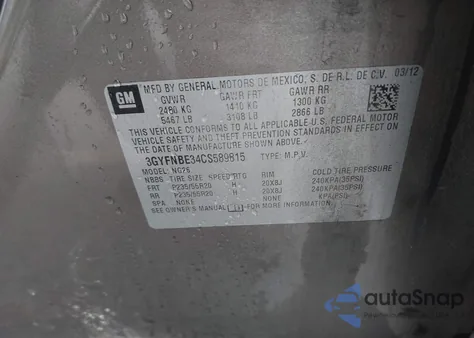 GM
MFD BY GENERAL MOTORS DE MEXICO, S. DE R.L. DE C.V. 03/12
GVWR GAWR FRT GAWR RR
2480 KG 1410 KG 1300 KG
5467 LB 3108 LB 2866 LB
THIS VEHICLE CONFORMS TO ALL APPLICABLE U.S.
FEDERAL MOTOR VEHICLE SAFETY, BUMPER, AND THEFT
PREVENTION STANDARDS IN EFFECT ON THE DATE OF
MANUFACTURE SHOWN ABOVE.
3GYFNBE34CS589815 TYPE: M.P.V.
MODEL: NG26
TIRE SIZE SPEED RTG RIM COLD TIRE PRESSURE
FRT P235/55R20 H 20X8J 240KPA(35PSI)
RR P235/55R20 H 20X8J 240KPA(35PSI)
SPA NONE NONE KPA(PSI)
SEE OWNER'S MANUAL FOR MORE INFORMATION.
autoSnap